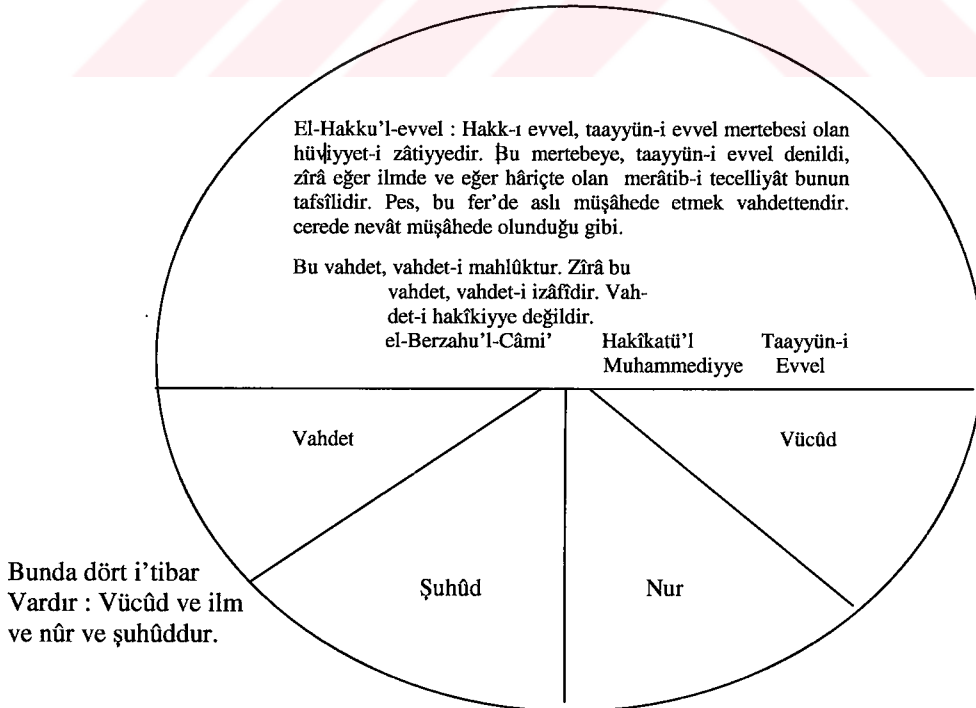 El-Hakku'l-evvel : Hakk-ı evvel, taayyün-i evvel mertebesi olan
hüviyyet-i zâtiyyedir. Bu mertebeye, taayyün-i evvel denildi,
zîrâ eğer ilmde ve eğer hâriçte olan merâtib-i tecelliyât bunun
tafsîlidir. Pes, bu fer'de aslı müşâhede etmek vahdettendir.
cerede nevât müşâhede olunduğu gibi.
Bu vahdet, vahdet-i mahlûktur. Zîrâ bu
vahdet, vahdet-i izâfîdir. Vah-
det-i hakîkiyye değildir.
el-Berzahu'l-Câmi' Hakîkatü'l Taayyün-i
Muhammediyye Evvel
Vahdet Vücûd
Şuhûd Nur
Bunda dört i'tibar
Vardır : Vücûd ve ilm
ve nûr ve şuhûddur.